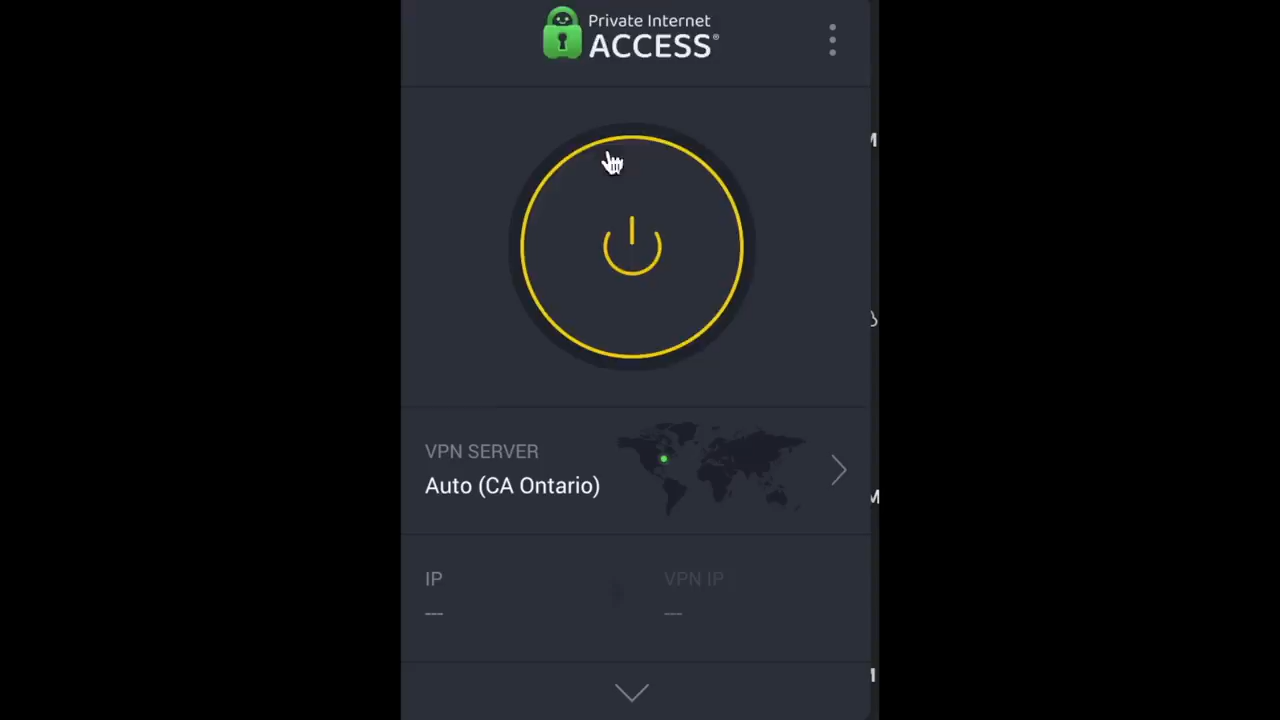 Private Internet
ACCESS®
VPN SERVER
Auto (CA Ontario)
IP
---
VPN IP
---